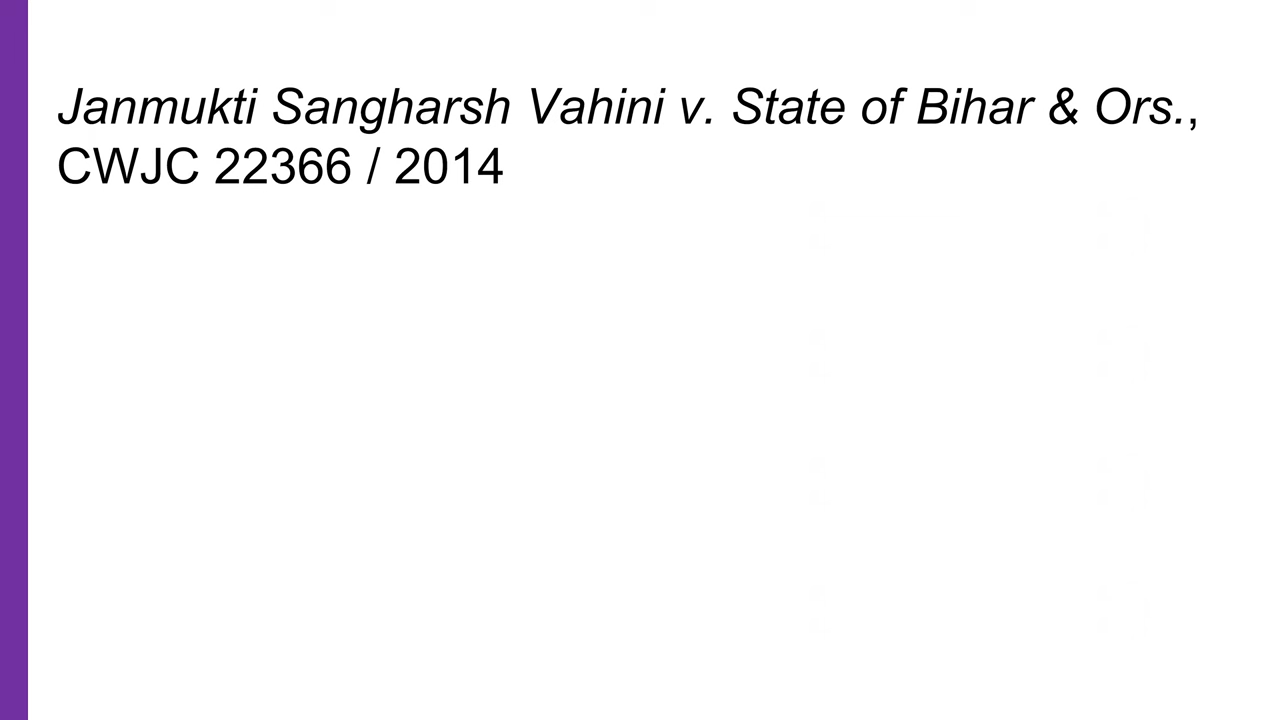 Janmukti Sangharsh Vahini v. State of Bihar & Ors.,
CWJC 22366 / 2014